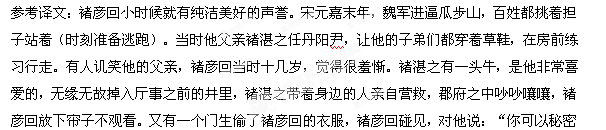 参考译文：褚彦回小时候就有纯洁美好的声誉。宋元嘉末年，魏军进逼瓜步山，百姓都挑着担
子站着（时刻准备逃跑）。当时他父亲褚湛之任丹阳尹，让他的子弟们都穿着草鞋，在房前练
习行走。有人讥笑他的父亲，褚彦回当时十几岁，觉得很羞惭。褚湛之有一头牛，是他非常喜
爱的，无缘无故掉入厅事之前的井里，褚湛之带着身边的人亲自营救，郡府之中吵吵嚷嚷，褚
彦回放下帘子不观看。又有一个门生偷了褚彦回的衣服，褚彦回碰见，对他说：“你可以秘密